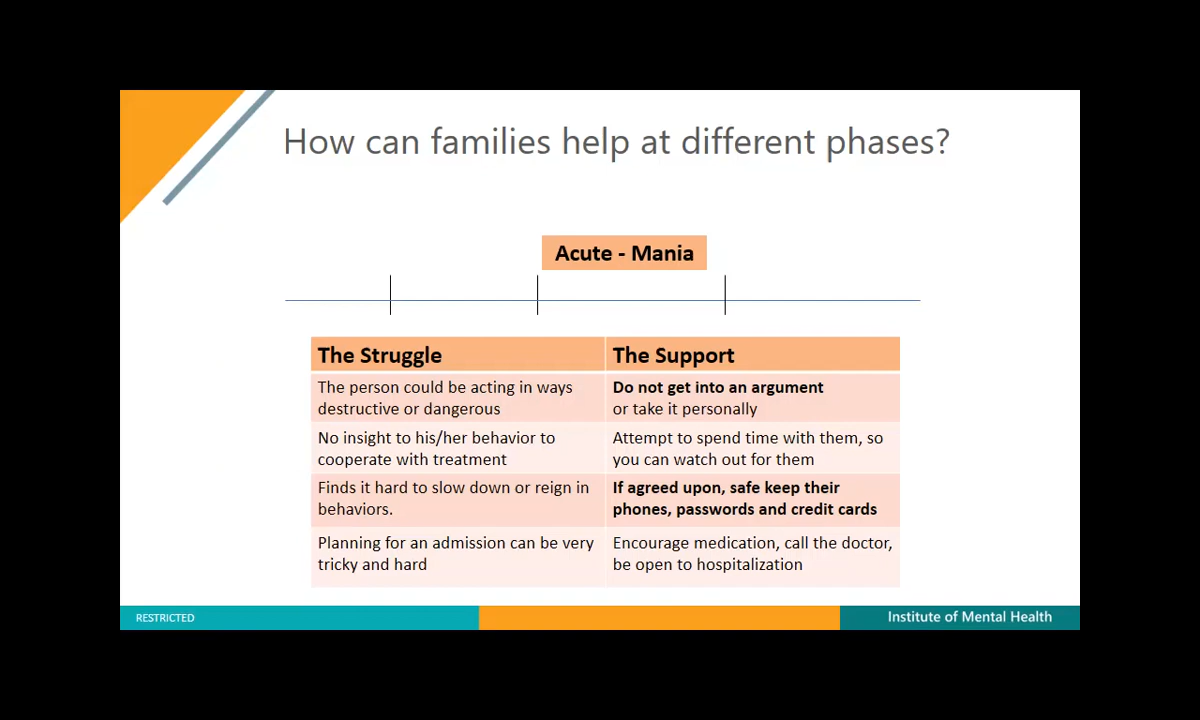 How can families help at different phases?
Acute - Mania
The Struggle
The Support
The person could be acting in ways
destructive or dangerous
Do not get into an argument
or take it personally
No insight to his/her behavior to
cooperate with treatment
Attempt to spend time with them, so
you can watch out for them
Finds it hard to slow down or reign in
behaviors.
If agreed upon, safe keep their
phones, passwords and credit cards
Planning for an admission can be very
tricky and hard
Encourage medication, call the doctor,
be open to hospitalization
RESTRICTED
Institute of Mental Health